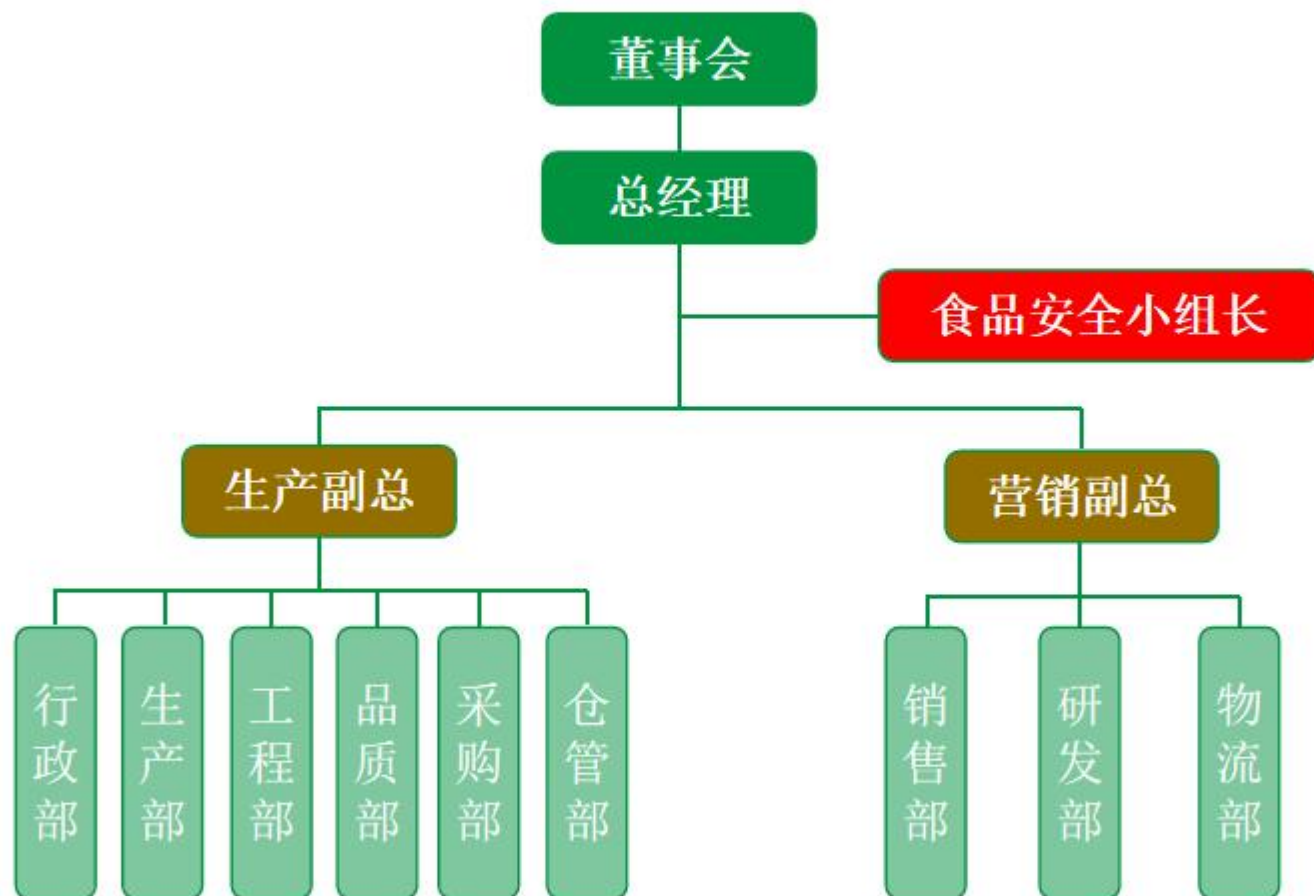 董事会
总经理
食品安全小组长
生产副总
营销副总
行政部
生产部
工程部
品质部
采购部
仓管部
销售部
研发部
物流部